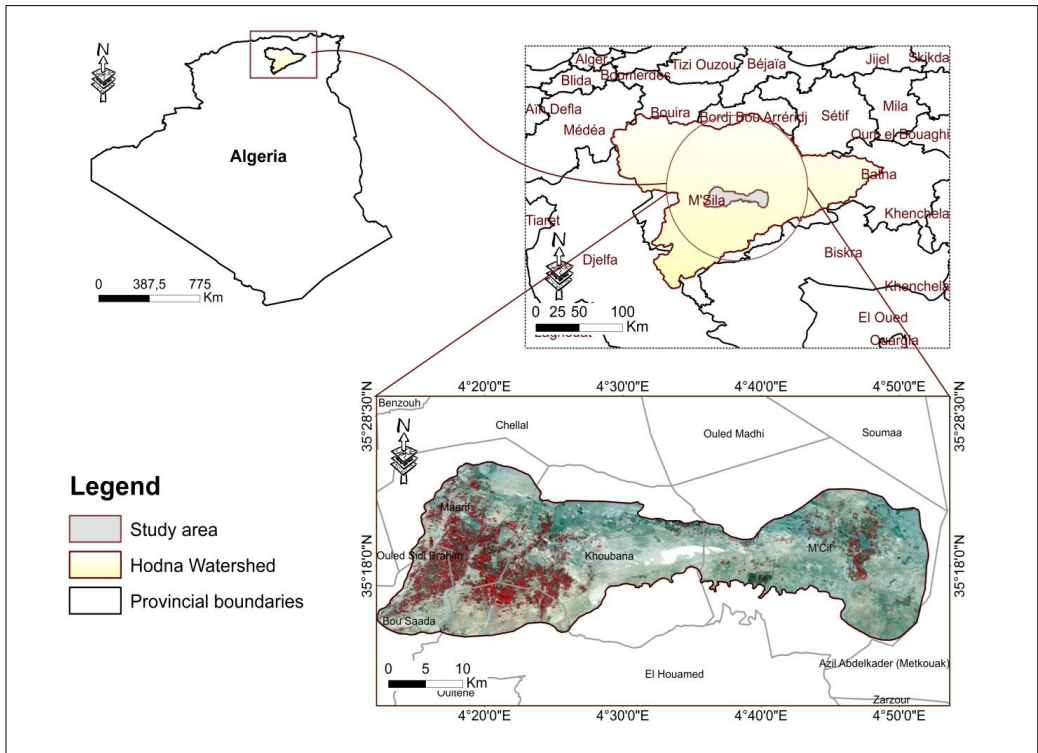 N
Algeria
0 387,5 775
Km
Alger
Blida
Boumerdes
Tizi Ouzou
Béjaïa
Jijel
Skikda
Aïn Defla
Médéa
Bouira
Bordj Bou Arréridj
Sétif
Mila
Oum el Bouaghi
Batna
M'Sila
Khenchela
Tiaret
Djelfa
Biskra
Khenchela
El Oued
Ouargla
N
0 25 50 100
Km
4°20'0"E 4°30'0"E 4°40'0"E 4°50'0"E
35°28'30"N
35°18'0"N
35°28'30"N
35°18'0"N
Benzouh
Chellal
Ouled Madhi
Soumaa
N
Maarif
Ouled Sidi Brahim
Khoubana
M'Cif
Bou Saada
El Houamed
Azil Abdelkader (Metkouak)
Zarzour
0 5 10
Km
4°20'0"E 4°30'0"E 4°40'0"E 4°50'0"E
Legend
Study area
Hodna Watershed
Provincial boundaries